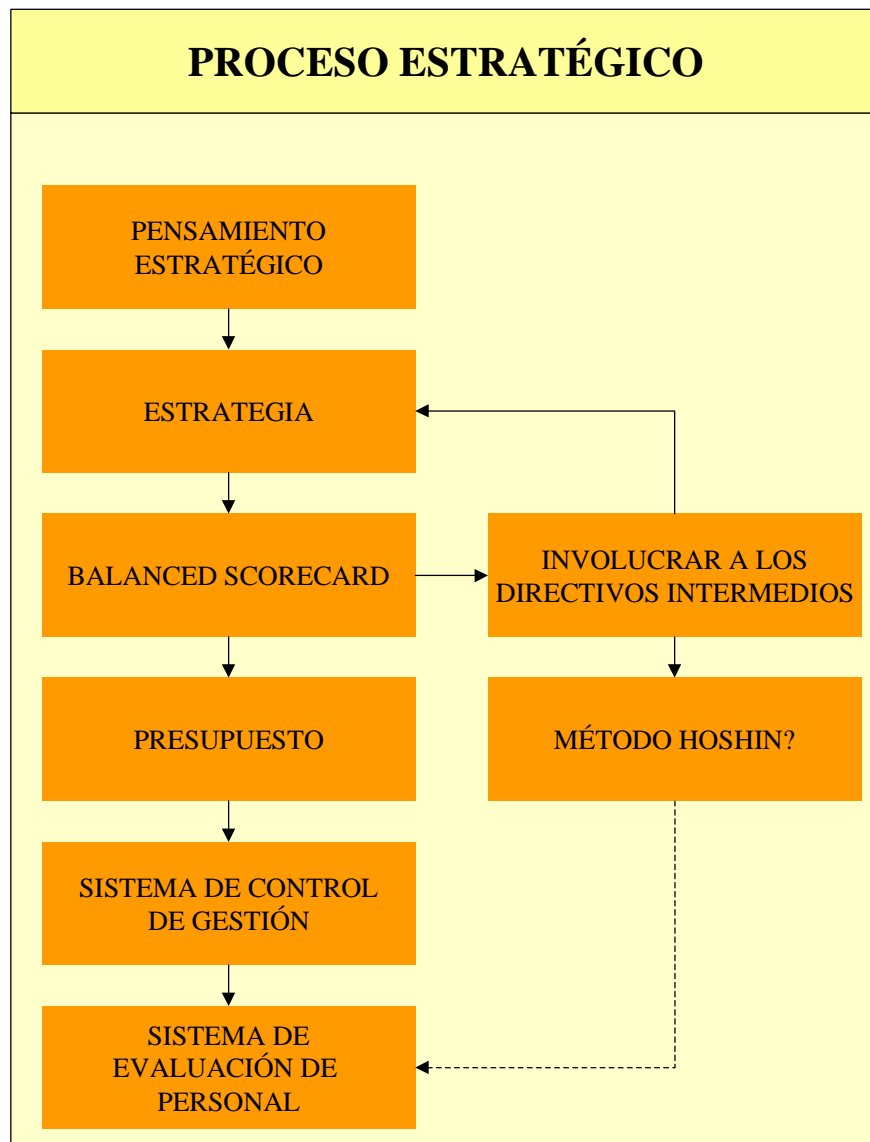 PROCESO ESTRATÉGICO
PENSAMIENTO
ESTRATÉGICO
ESTRATEGIA
BALANCED SCORECARD
INVOLUCRAR A LOS
DIRECTIVOS INTERMEDIOS
PRESUPUESTO
MÉTODO HOSHIN?
SISTEMA DE CONTROL
DE GESTIÓN
SISTEMA DE
EVALUACIÓN DE
PERSONAL